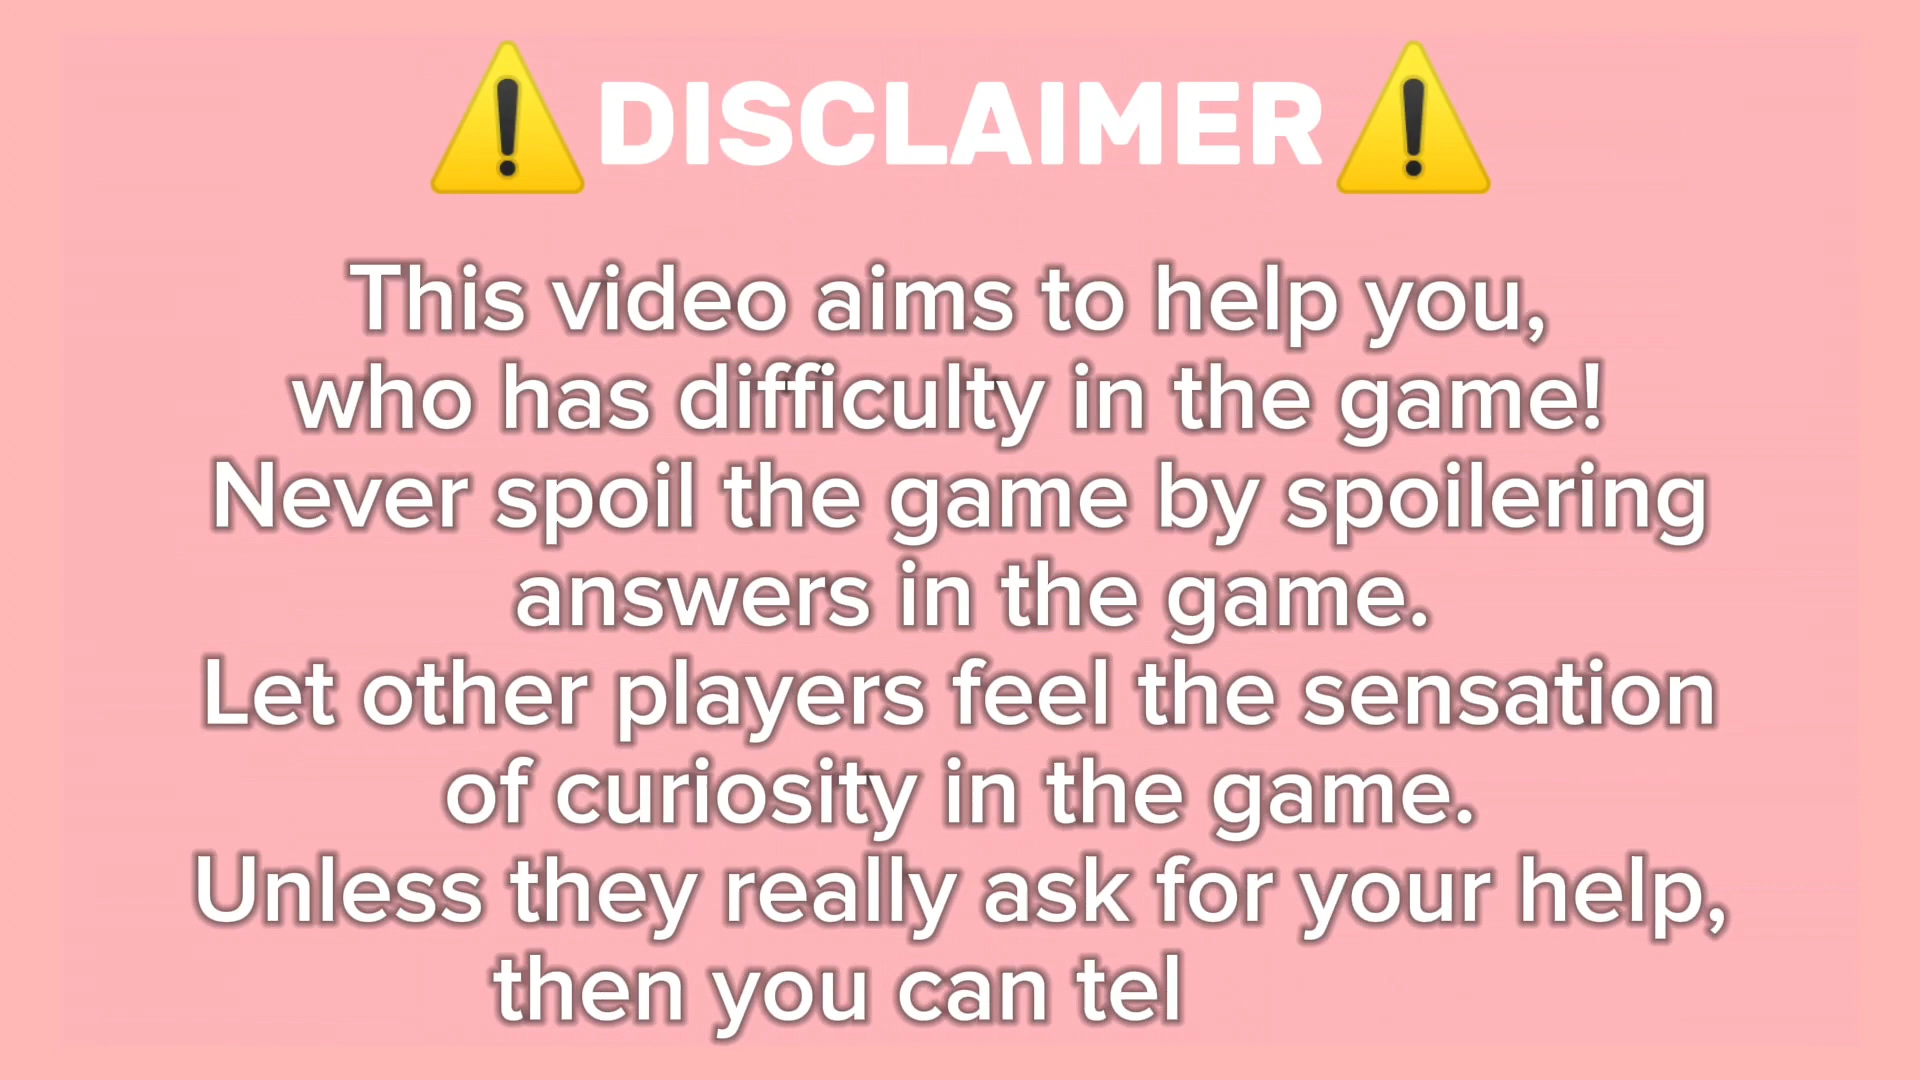 ⚠️DISCLAIMER⚠️
This video aims to help you,
who has difficulty in the game!
Never spoil the game by spoilering
answers in the game.
Let other players feel the sensation
of curiosity in the game.
Unless they really ask for your help,
then you can tel